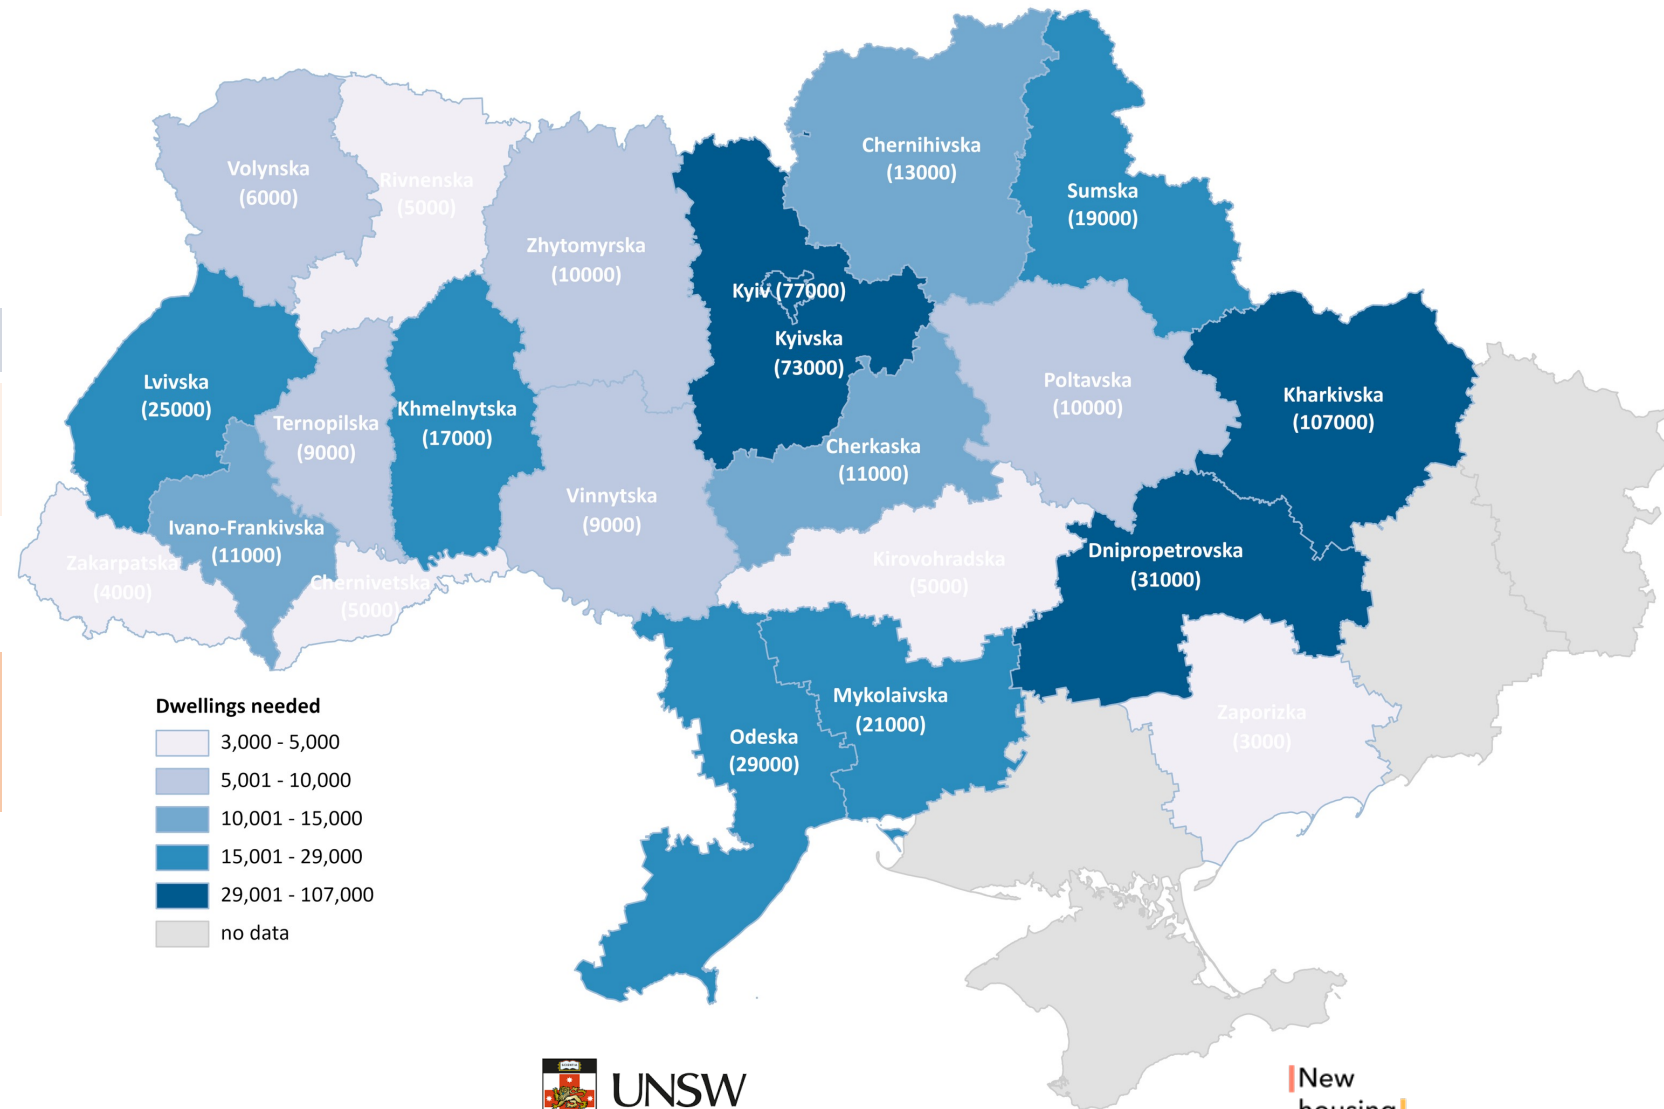 Chernihivska
(13000)
Volynska
(6000)
Rivnenska
(5000)
Sumska
(19000)
Zhytomyrska
(10000)
Kyiv (77000)
Kyivska
(73000)
Lvivska
(25000)
Ternopilska
(9000)
Khmelnytska
(17000)
Poltavska
(10000)
Kharkivska
(107000)
Cherkaska
(11000)
Vinnytska
(9000)
Ivano-Frankivska
(11000)
Zakarpatska
(4000)
Chernivetska
(5000)
Kirovohradska
(5000)
Dnipropetrovska
(31000)
Mykolaivska
(21000)
Odeska
(29000)
Zaporizka
(3000)
Dwellings needed
3,000 - 5,000
5,001 - 10,000
10,001 - 15,000
15,001 - 29,000
29,001 - 107,000
no data
UNSW
New
housing